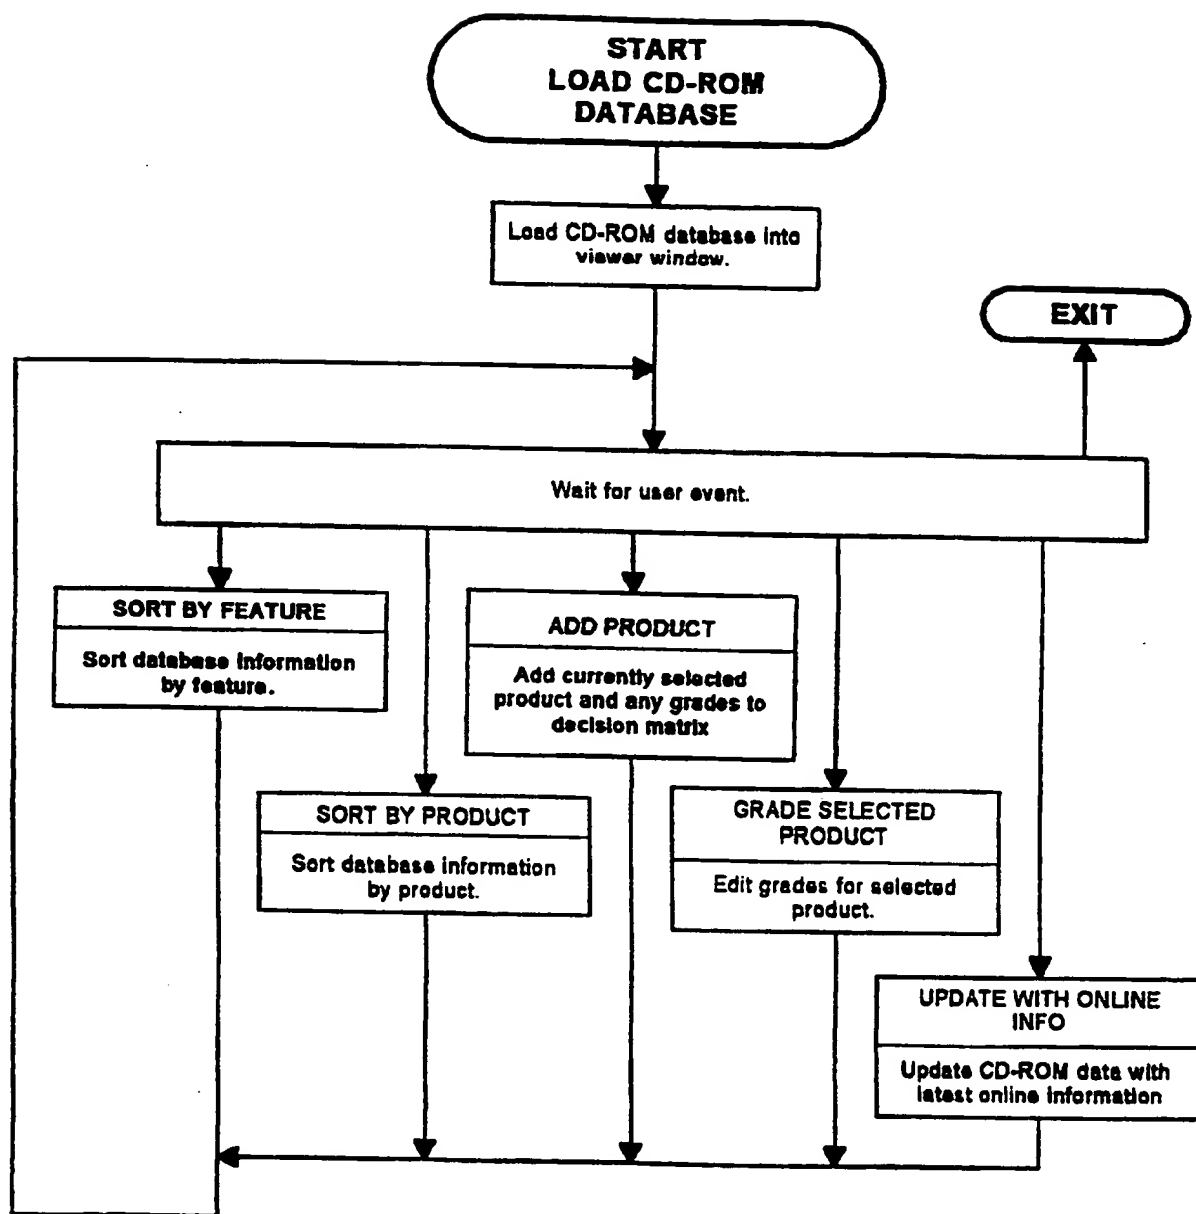 START
LOAD CD-ROM
DATABASE
Load CD-ROM database into
viewer window.
EXIT
Wait for user event.
SORT BY FEATURE
Sort database information
by feature.
ADD PRODUCT
Add currently selected
product and any grades to
decision matrix
SORT BY PRODUCT
Sort database information
by product.
GRADE SELECTED
PRODUCT
Edit grades for selected
product.
UPDATE WITH ONLINE
INFO
Update CD-ROM data with
latest online information